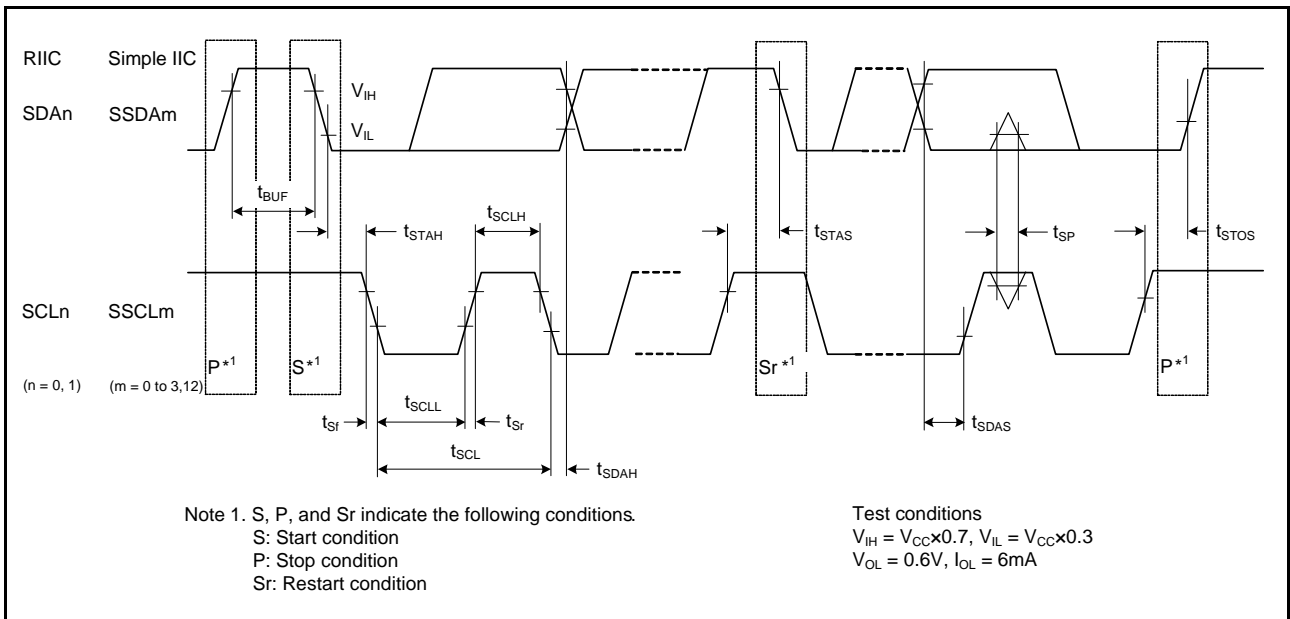 RIIC Simple IIC
SDAn SSDAm
VIH
VIL
tBUF
tSTAH
tSCLH
tSTAS
tSP
tSTOS
SCLn SSCLm
(n = 0, 1) (m = 0 to 3,12)
P*1
S*1
Sr*1
P*1
tSf
tSCLL
tSr
tSCL
tSDAH
tSDAS
Note 1. S, P, and Sr indicate the following conditions.
S: Start condition
P: Stop condition
Sr: Restart condition
Test conditions
VIH = VCC×0.7, VIL = VCC×0.3
VOL = 0.6V, IOL = 6mA